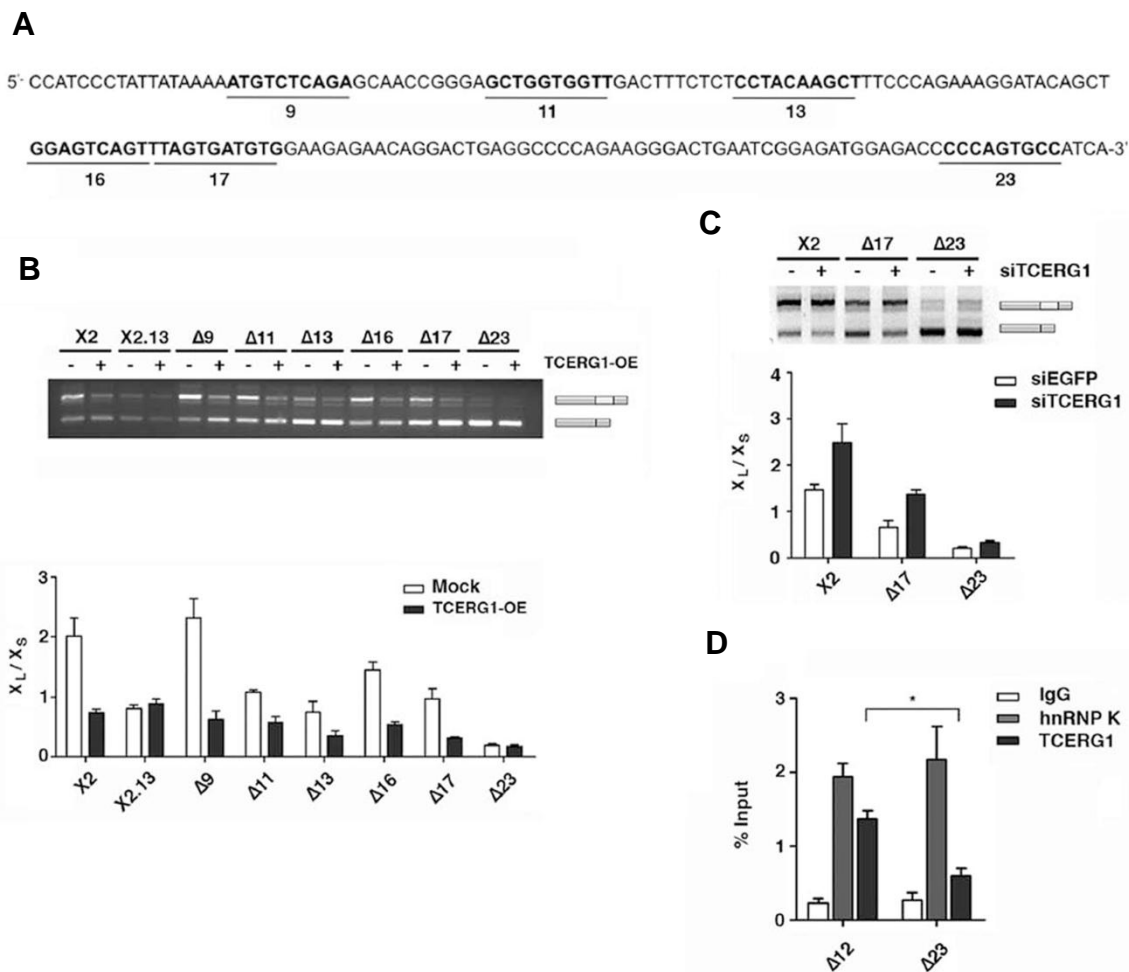 A
5'- CCATCCCTATTATAAAAATGTCTCAGAGCAACCGGGAGCTGGTGGTTGACTTTCTCTCCTACAAGCTTTCCCAGAAAGGATACAGCT
9 11 13
GGAGTCAGTTTAGTGATGTGGAAGAGAACAGGACTGAGGCCCCAGAAGGGACTGAATCGGAGATGGAGACCCCCAGTGCCATCA-3'
16 17 23
B
X2 X2.13 Δ9 Δ11 Δ13 Δ16 Δ17 Δ23
- + - + - + - + - + - + - + - + TCERG1-OE
3
2
1
0
XL / XS
Mock
TCERG1-OE
X2 X2.13 Δ9 Δ11 Δ13 Δ16 Δ17 Δ23
C
X2 Δ17 Δ23
- + - + - + siTCERG1
4
3
2
1
0
XL / XS
siEGFP
siTCERG1
X2 Δ17 Δ23
D
3
2
1
0
% Input
*
IgG
hnRNP K
TCERG1
Δ12 Δ23